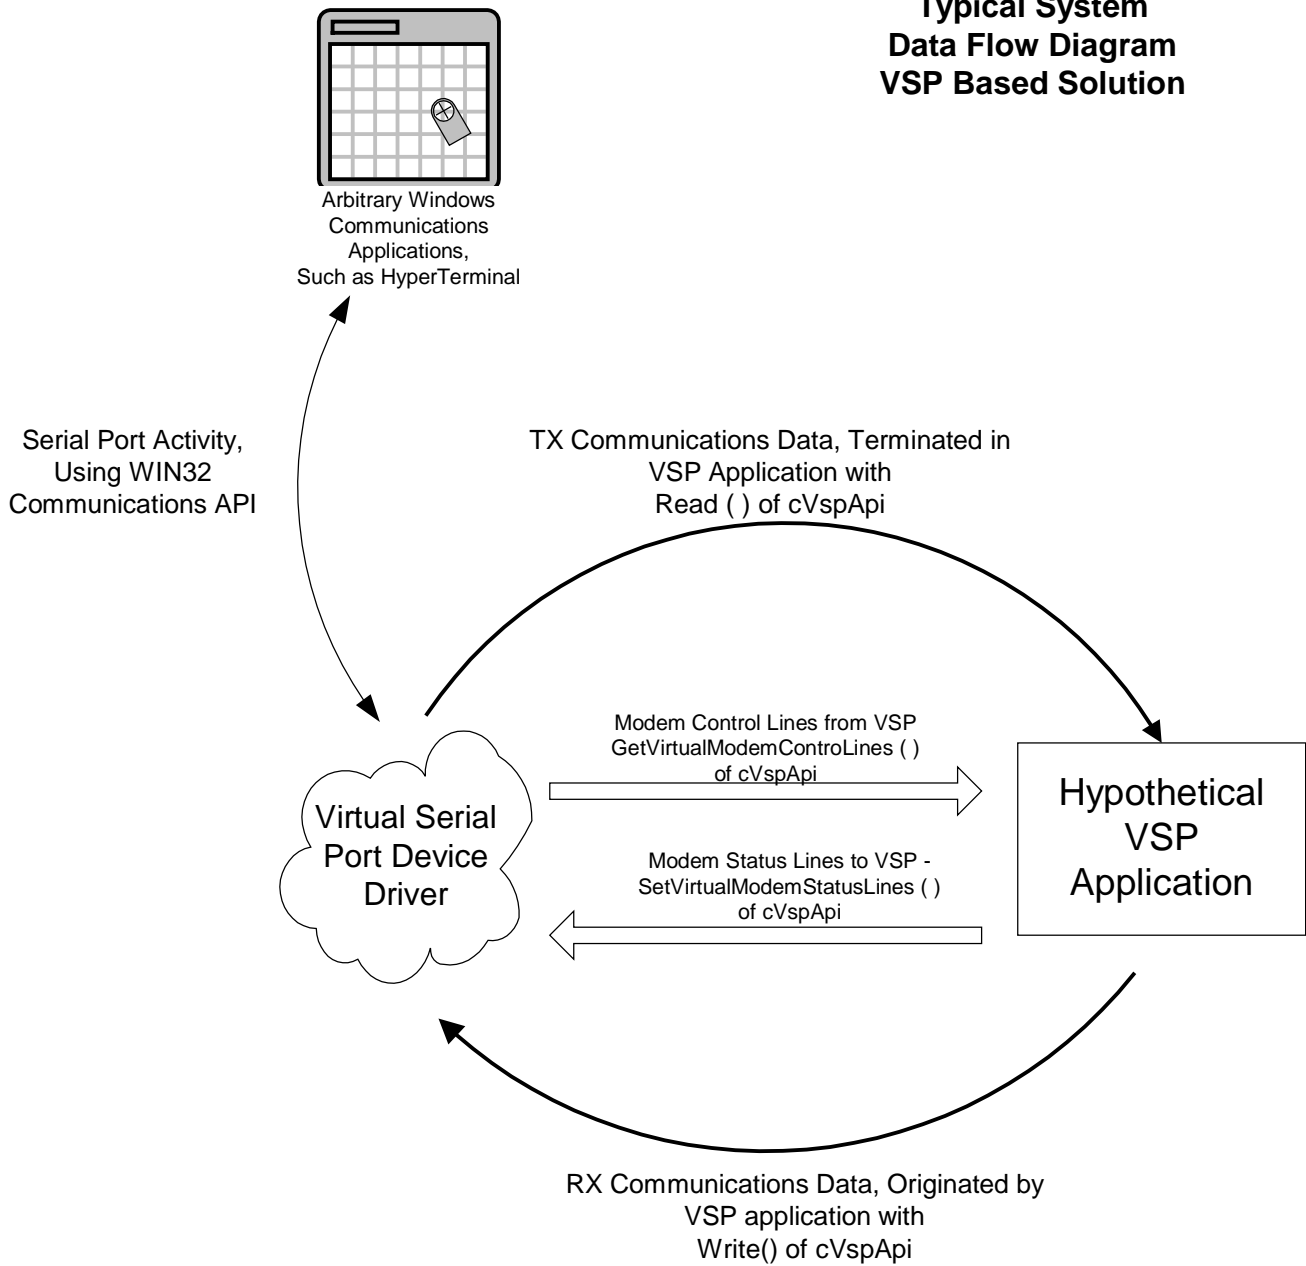 Typical System
Data Flow Diagram
VSP Based Solution
Arbitrary Windows
Communications
Applications,
Such as HyperTerminal
Serial Port Activity,
Using WIN32
Communications API
TX Communications Data, Terminated in
VSP Application with
Read ( ) of cVspApi
Modem Control Lines from VSP
GetVirtualModemControLines ( )
of cVspApi
Virtual Serial
Port Device
Driver
Modem Status Lines to VSP -
SetVirtualModemStatusLines ( )
of cVspApi
Hypothetical
VSP
Application
RX Communications Data, Originated by
VSP application with
Write() of cVspApi